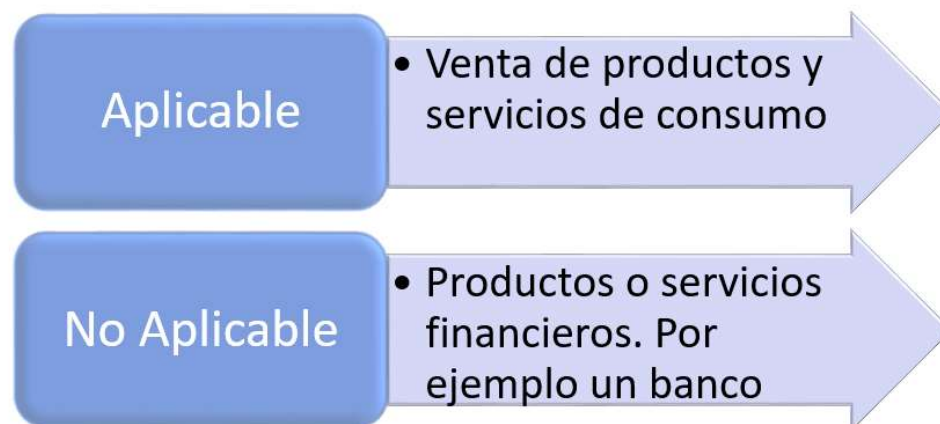 Aplicable
• Venta de productos y
servicios de consumo
No Aplicable
• Productos o servicios
financieros. Por
ejemplo un banco